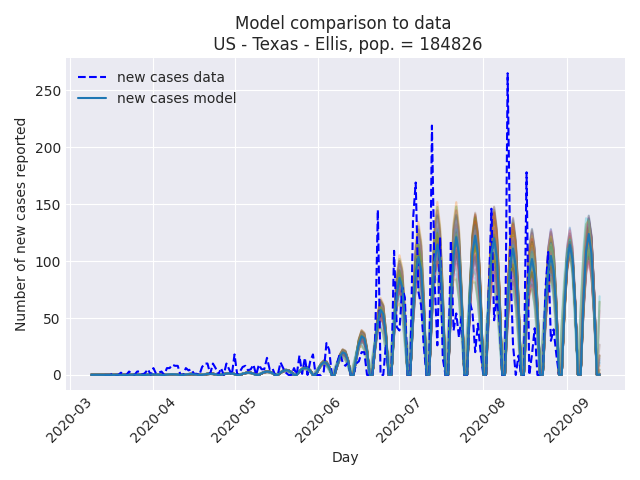 Model comparison to data
US - Texas - Ellis, pop. = 184826
new cases data
new cases model
Number of new cases reported
250
200
150
100
50
0
2020-03
2020-04
2020-05
2020-06
2020-07
2020-08
2020-09
Day